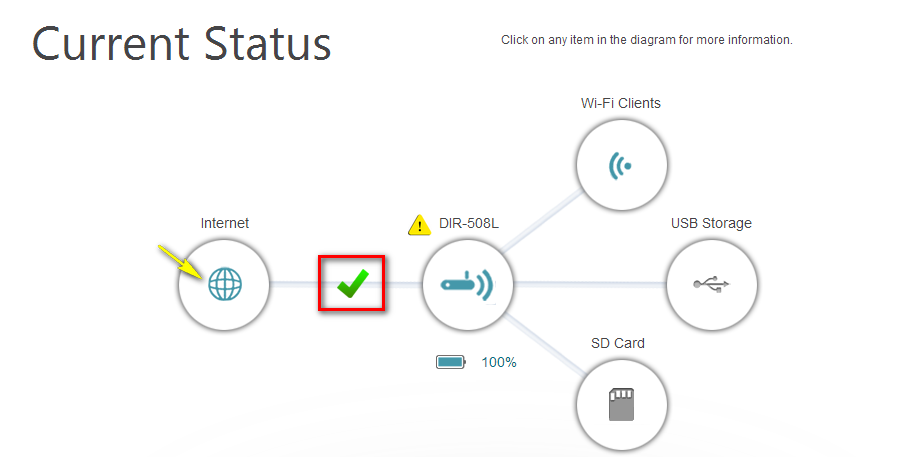 Current Status
Click on any item in the diagram for more information.
Wi-Fi Clients
Internet
DIR-508L
USB Storage
SD Card
100%